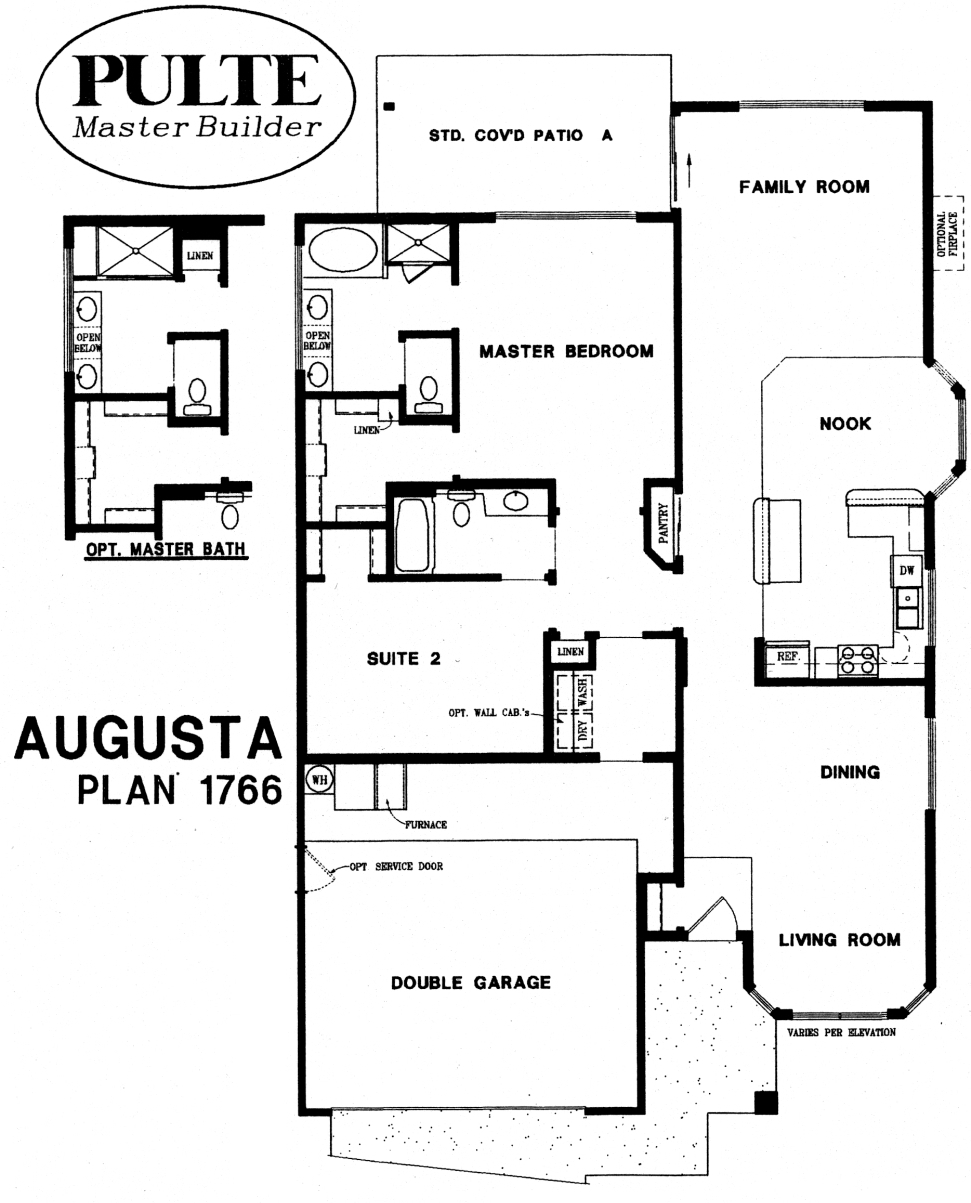 PULTE
Master Builder
STD. COV'D PATIO A
FAMILY ROOM
OPTIONAL
FIREPLACE
LINEN
OPEN
BELOW
OPT. MASTER BATH
OPEN
BELOW
LINEN
MASTER BEDROOM
NOOK
PANTRY
DW
REF.
SUITE 2
LINEN
WASH
DRY
OPT. WALL CAB.'s
AUGUSTA
PLAN 1766
WH
FURNACE
OPT SERVICE DOOR
DINING
LIVING ROOM
DOUBLE GARAGE
VARIES PER ELEVATION